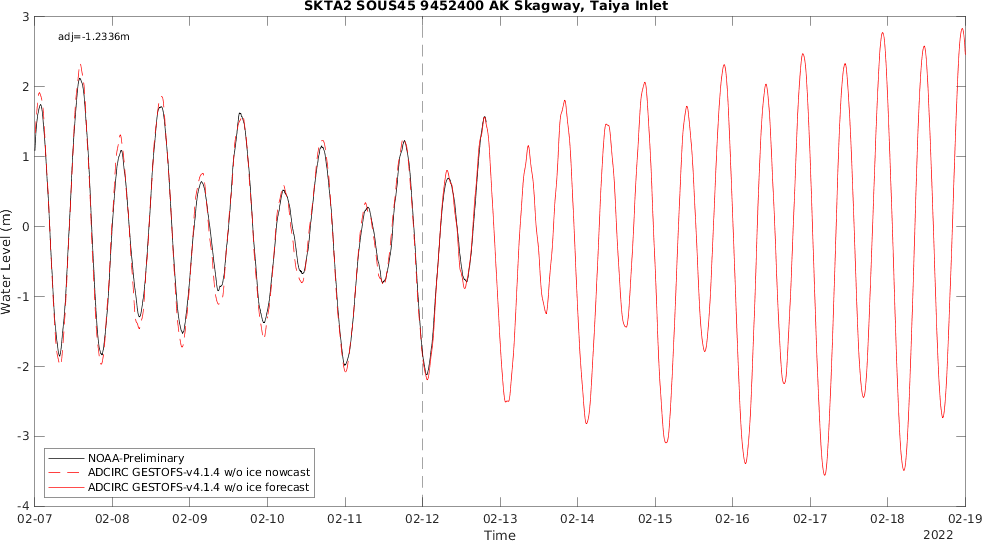 SKTA2 SOUS45 9452400 AK Skagway, Taiya Inlet
adj=-1.2336m
3
2
1
0
-1
-2
-3
-4
Water Level (m)
NOAA-Preliminary
ADCIRC GESTOFS-v4.1.4 w/o ice nowcast
ADCIRC GESTOFS-v4.1.4 w/o ice forecast
02-07 02-08 02-09 02-10 02-11 02-12 02-13 02-14 02-15 02-16 02-17 02-18 02-19
Time
2022